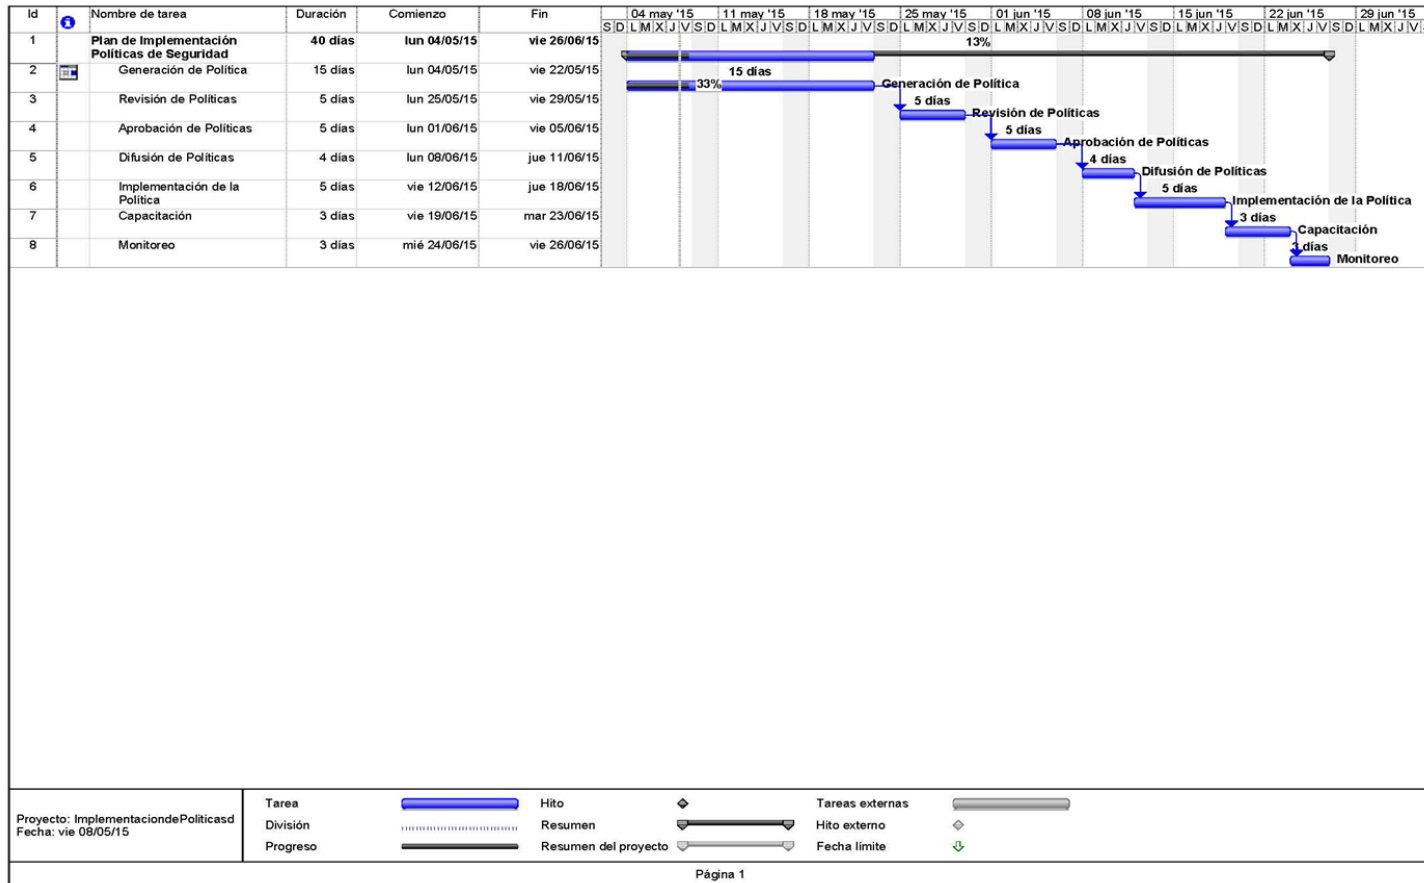 Id Nombre de tarea Duración Comienzo Fin 04 may '15 11 may '15 18 may '15 25 may '15 01 jun '15 08 jun '15 15 jun '15 22 jun '15 29 jun '15
S D L M X J V S D L M X J V S D L M X J V S D L M X J V S D L M X J V S D L M X J V S D L M X J V S D L M X J V S D L M X J V
1 Plan de Implementación 40 días lun 04/05/15 vie 26/06/15 13%
Políticas de Seguridad
2 Generación de Política 15 días lun 04/05/15 vie 22/05/15 15 días
33% Generación de Política
3 Revisión de Políticas 5 días lun 25/05/15 vie 29/05/15 5 días
Revisión de Políticas
4 Aprobación de Políticas 5 días lun 01/06/15 vie 05/06/15 5 días
Aprobación de Políticas
5 Difusión de Políticas 4 días lun 08/06/15 jue 11/06/15 4 días
Difusión de Políticas
6 Implementación de la 5 días vie 12/06/15 jue 18/06/15 5 días
Política Implementación de la Política
7 Capacitación 3 días vie 19/06/15 mar 23/06/15 3 días
Capacitación
8 Monitoreo 3 días mié 24/06/15 vie 26/06/15 3 días
Monitoreo
Proyecto: ImplementaciondePoliticasd
Fecha: vie 08/05/15
Tarea Hito Tareas externas
División Resumen Hito externo
Progreso Resumen del proyecto Fecha límite
Página 1